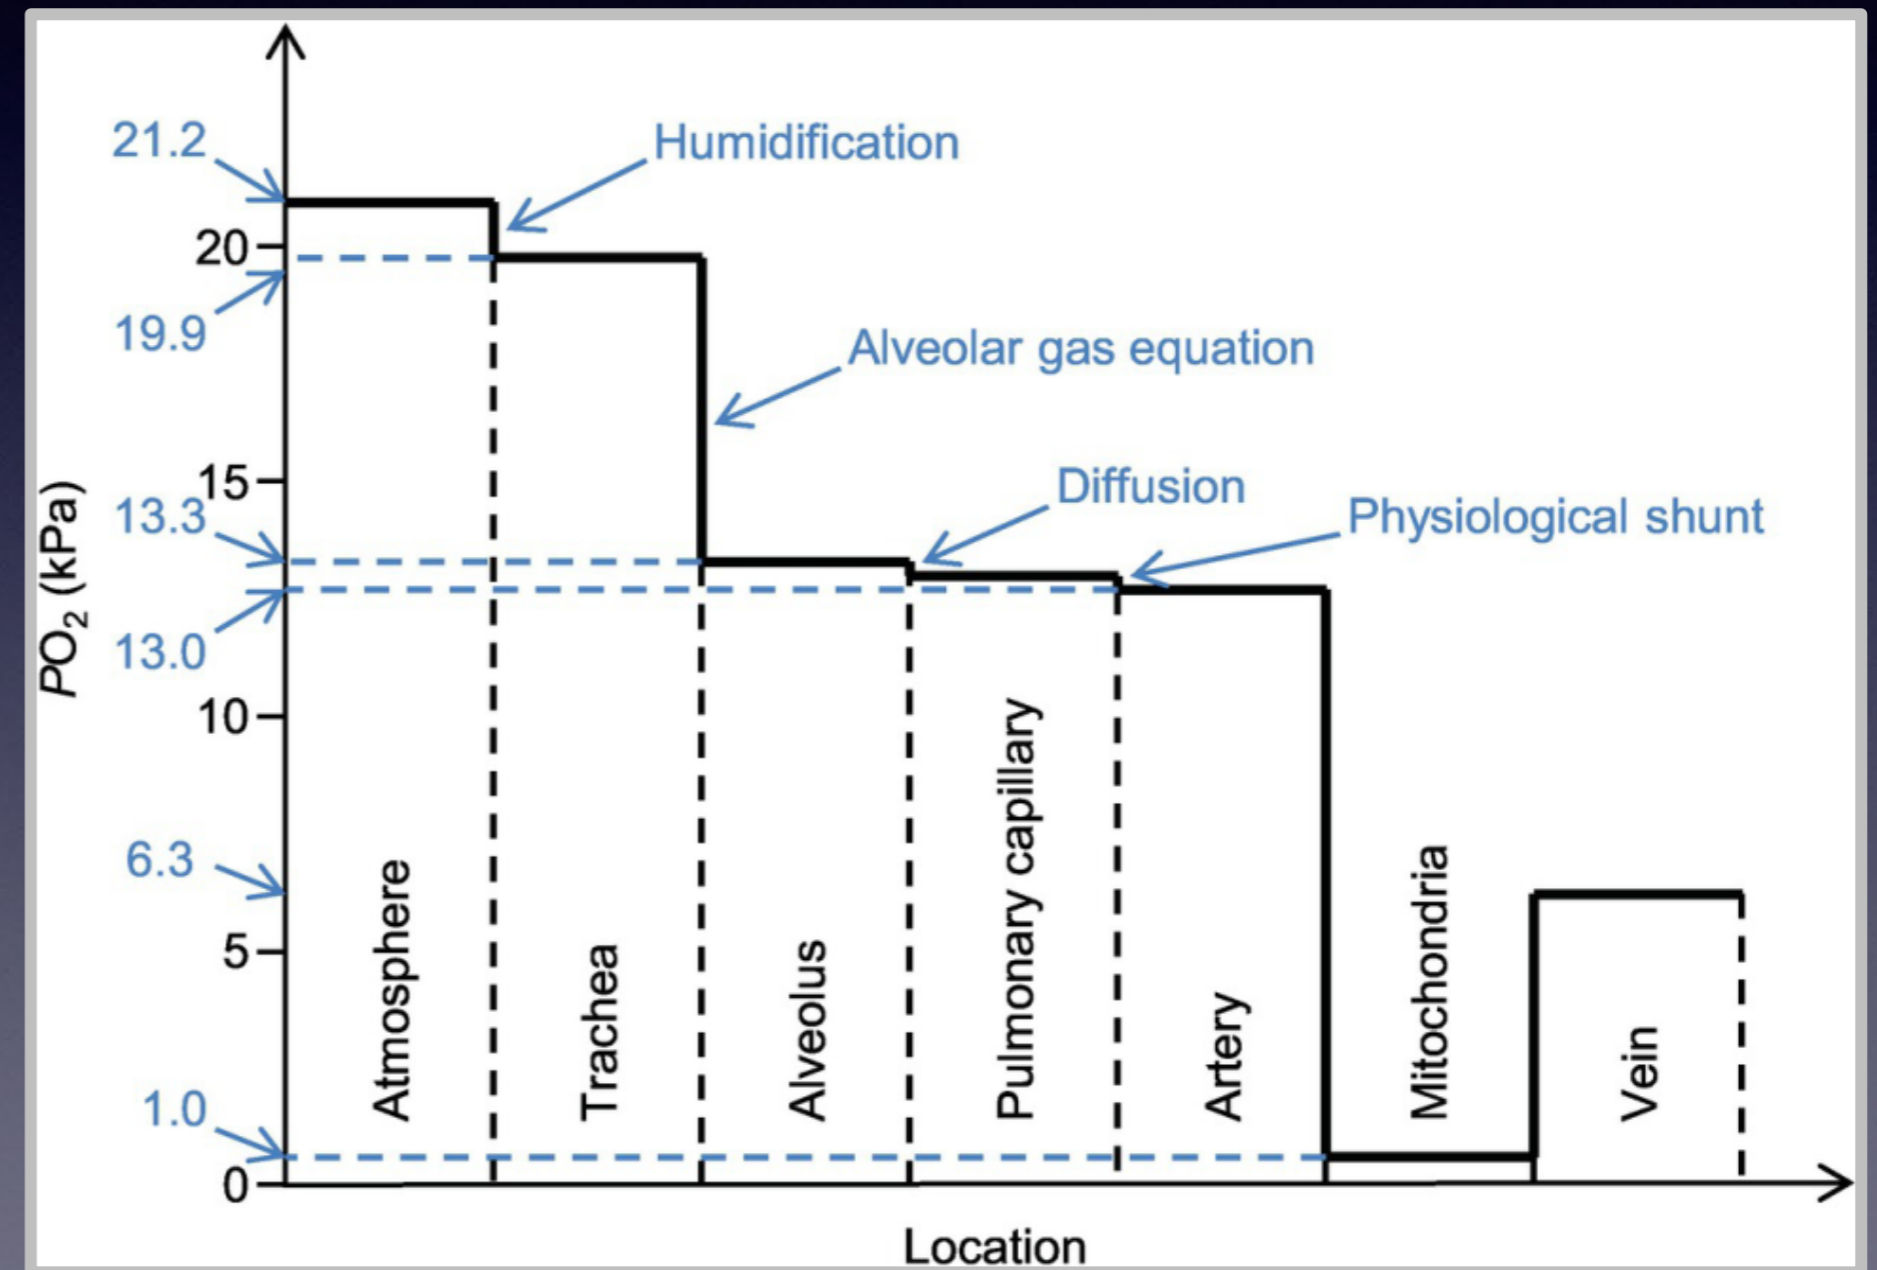 21.2
Humidification
20
19.9
Alveolar gas equation
15
Diffusion
13.3
Physiological shunt
PO₂ (kPa)
13.0
10
6.3
5
1.0
0
Atmosphere
Trachea
Alveolus
Pulmonary capillary
Artery
Mitochondria
Vein
Location